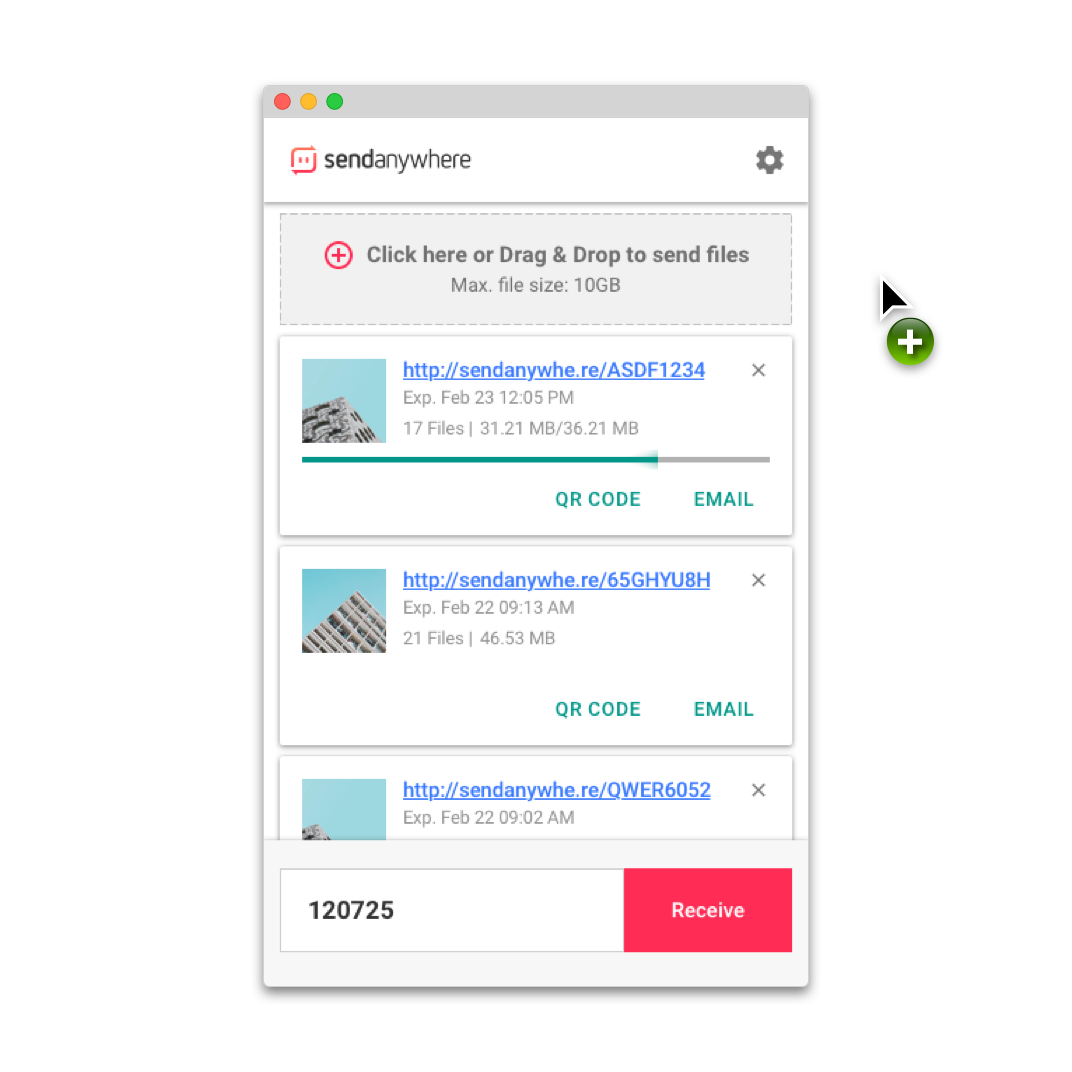 sendanywhere
Click here or Drag & Drop to send files
Max. file size: 10GB
http://sendanywhe.re/ASDF1234
Exp. Feb 23 12:05 PM
17 Files | 31.21 MB/36.21 MB
QR CODE EMAIL
http://sendanywhe.re/65GHYU8H
Exp. Feb 22 09:13 AM
21 Files | 46.53 MB
QR CODE EMAIL
http://sendanywhe.re/QWER6052
Exp. Feb 22 09:02 AM
120725 Receive